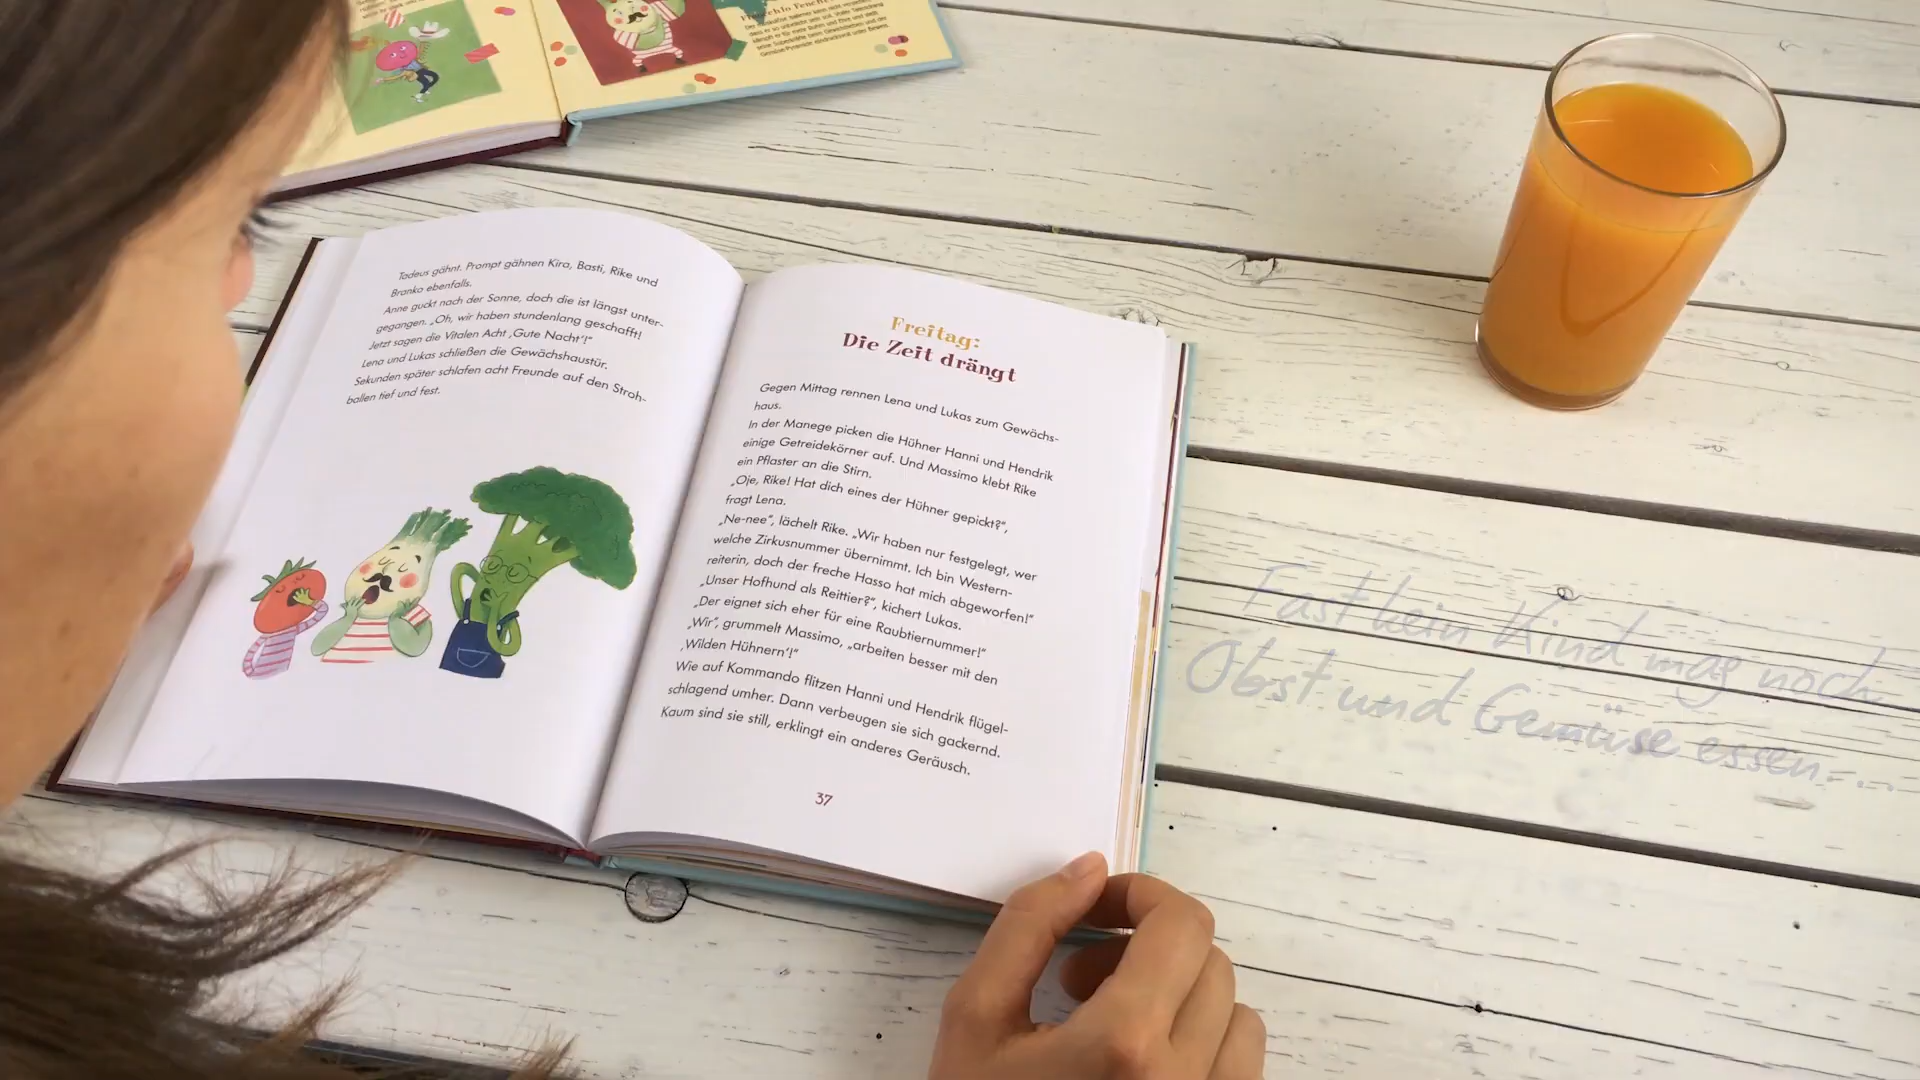 Tadeus gähnt. Prompt gähnen Kira, Basti, Rike und
Branko ebenfalls.
Anne guckt nach der Sonne, doch die ist längst unter-
gegangen. „Oh, wir haben stundenlang geschafft!
Jetzt sagen die Vitalen Acht ‚Gute Nacht‘!“
Lena und Lukas schließen die Gewächshaustür.
Sekunden später schlafen acht Freunde auf den Stroh-
ballen tief und fest.
Freitag:
Die Zeit drängt
Gegen Mittag rennen Lena und Lukas zum Gewächs-
haus.
In der Manege picken die Hühner Hanni und Hendrik
einige Getreidekörner auf. Und Massimo klebt Rike
ein Pflaster an die Stirn.
„Oje, Rike! Hat dich eines der Hühner gepickt?“,
fragt Lena.
„Ne-nee“, lächelt Rike. „Wir haben nur festgelegt, wer
welche Zirkusnummer übernimmt. Ich bin Western-
reiterin, doch der freche Hasso hat mich abgeworfen!“
„Unser Hofhund als Reittier?“, kichert Lukas.
„Der eignet sich eher für eine Raubtiernummer!“
„Wir“, grummelt Massimo, „arbeiten besser mit den
‚Wilden Hühnern‘!“
Wie auf Kommando flitzen Hanni und Hendrik flügel-
schlagend umher. Dann verbeugen sie sich gackernd.
Kaum sind sie still, erklingt ein anderes Geräusch.
37
Fast kein Kind mag noch
Obst und Gemüse essen...